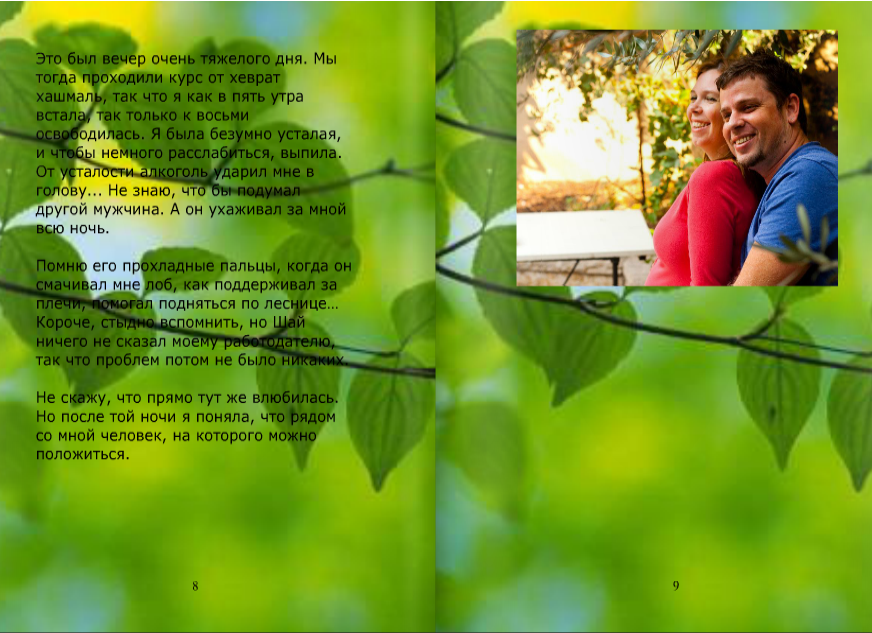 Это был вечер очень тяжелого дня. Мы
тогда проходили курс от хеврат
хашмаль, так что я как в пять утра
встала, так только к восьми
освободилась. Я была безумно усталая,
и чтобы немного расслабиться, выпила.
От усталости алкоголь ударил мне в
голову... Не знаю, что бы подумал
другой мужчина. А он ухаживал за мной
всю ночь.
Помню его прохладные пальцы, когда он
смачивал мне лоб, как поддерживал за
плечи, помогал подняться по леснице...
Короче, стыдно вспомнить, но Шай
ничего не сказал моему работодателю,
так что проблем потом не было никаких.
Не скажу, что прямо тут же влюбилась.
Но после той ночи я поняла, что рядом
со мной человек, на которого можно
положиться.
8
9